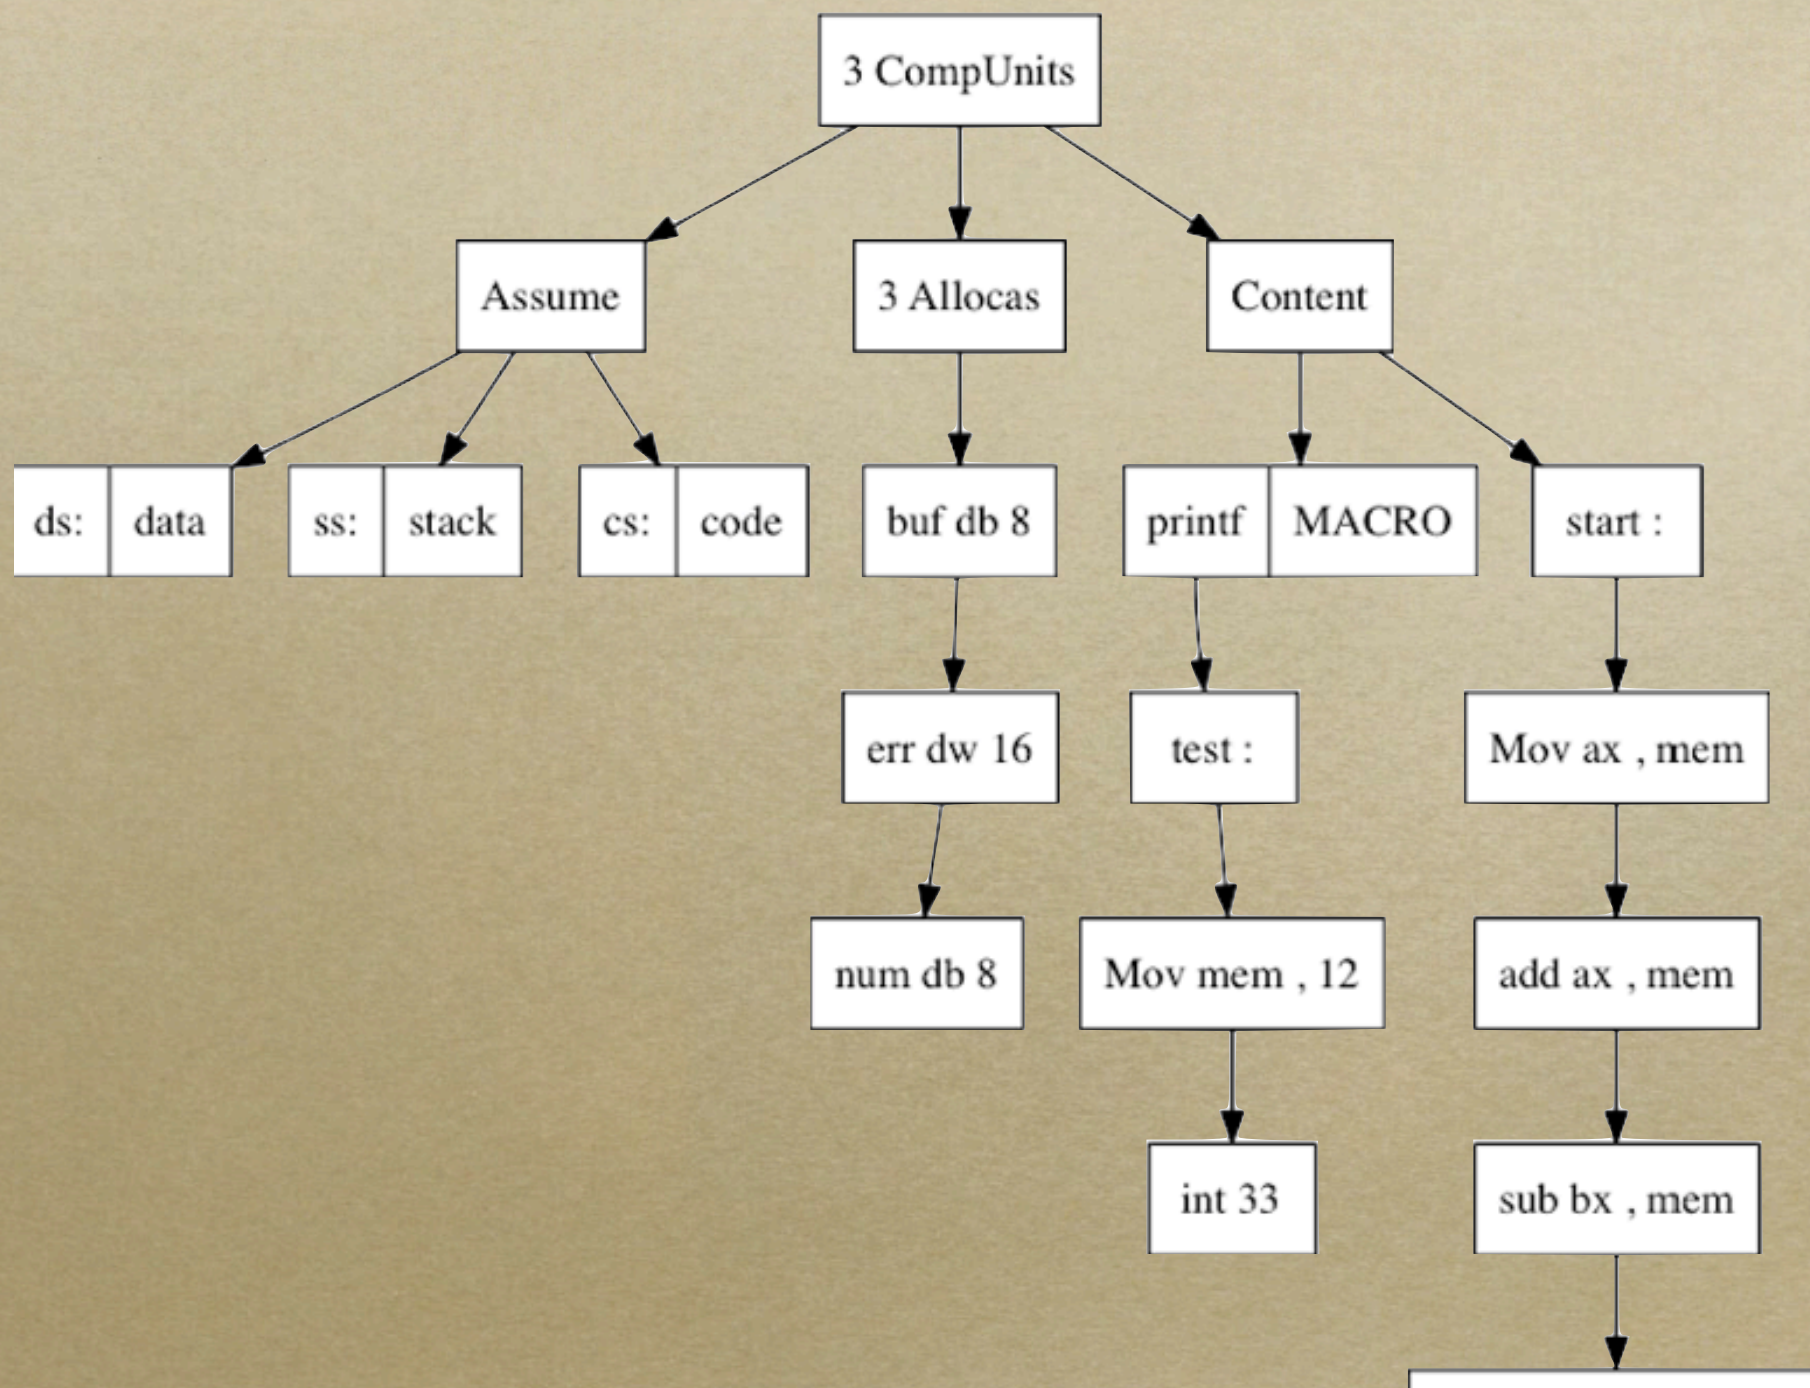 3 CompUnits
Assume
3 Allocas
Content
ds: data
ss: stack
cs: code
buf db 8
printf MACRO
start :
err dw 16
test :
Mov ax , mem
num db 8
Mov mem , 12
add ax , mem
int 33
sub bx , mem